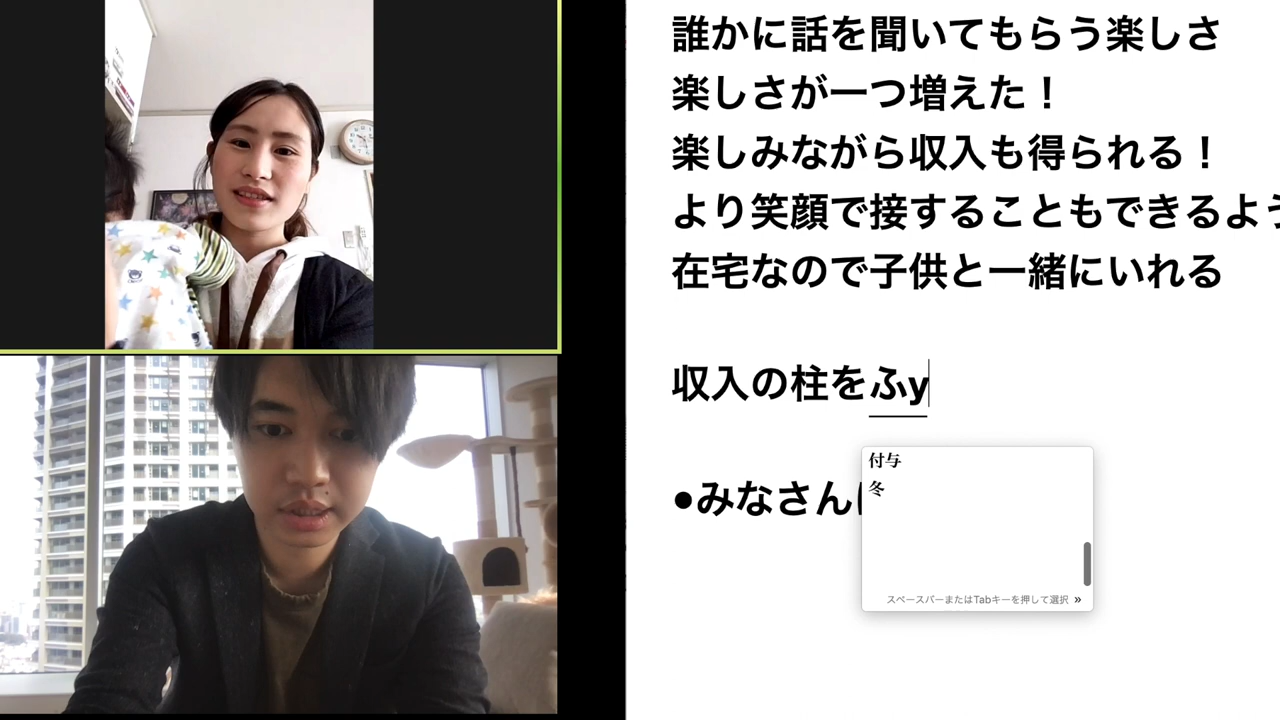 誰かに話を聞いてもらう楽しさ
楽しさが一つ増えた！
楽しみながら収入も得られる！
より笑顔で接することもできるよう
在宅なので子供と一緒にいれる
収入の柱をふy
付与
冬
●みなさん
スペースバーまたはTabキーを押して選択 »